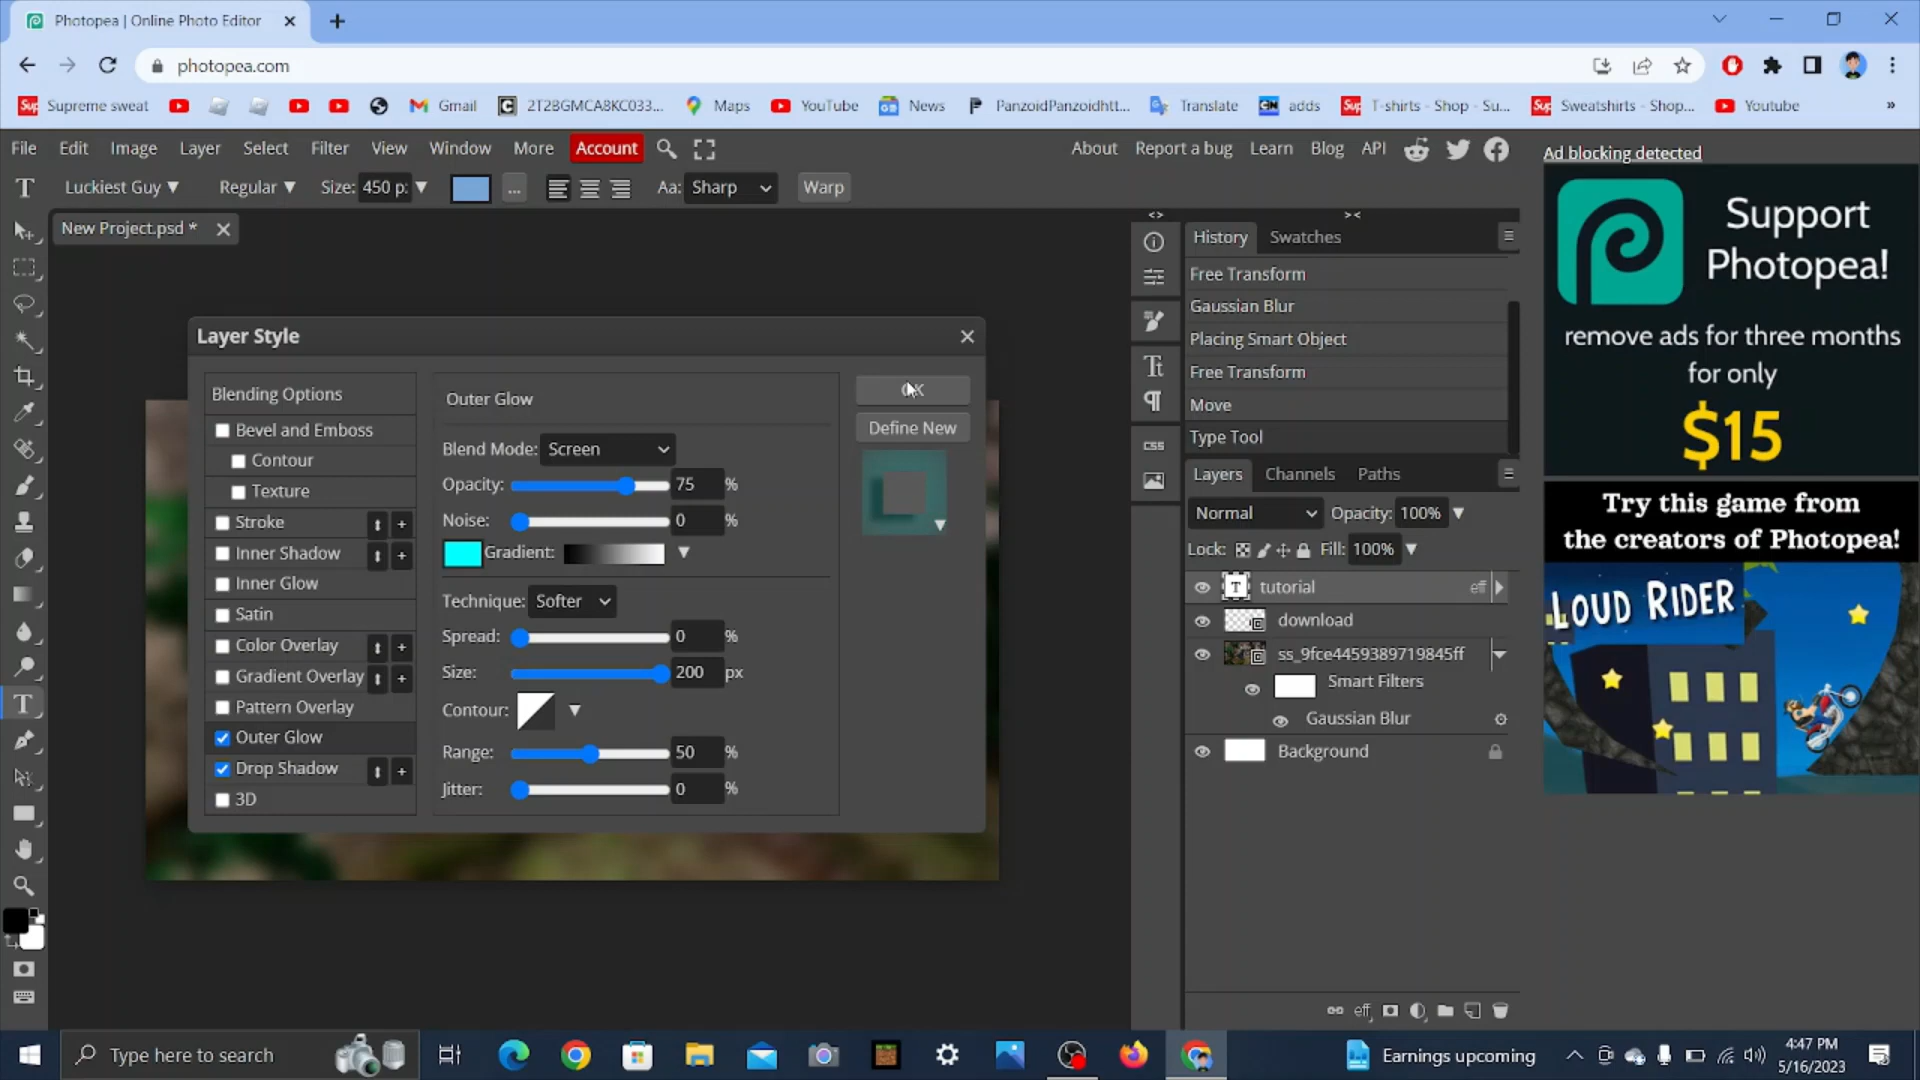 Photopea | Online Photo Editor
photopea.com
Supreme sweat
Gmail
2T2BGMCA8KC033...
Maps
YouTube
News
PanzoidPanzoidhtt...
Translate
adds
T-shirts - Shop - Su...
Sweatshirts - Shop...
Youtube
»
File Edit Image Layer Select Filter View Window More Account
About Report a bug Learn Blog API
Ad blocking detected
Luckiest Guy Regular Size: 450 p: ... Aa: Sharp Warp
New Project.psd *
Support
Photopea!
remove ads for three months
for only
$15
Try this game from
the creators of Photopea!
LOUD RIDER
Layer Style
Blending Options
Bevel and Emboss
Contour
Texture
Stroke
Inner Shadow
Inner Glow
Satin
Color Overlay
Gradient Overlay
Pattern Overlay
Outer Glow
Drop Shadow
3D
Outer Glow
Blend Mode: Screen
Opacity: 75 %
Noise: 0 %
Gradient:
Technique: Softer
Spread: 0 %
Size: 200 px
Contour:
Range: 50 %
Jitter: 0 %
OK
Define New
History Swatches
Free Transform
Gaussian Blur
Placing Smart Object
Free Transform
Move
Type Tool
CSS
Layers Channels Paths
Normal Opacity: 100%
Lock: Fill: 100%
tutorial eff
download
ss_9fce4459389719845ff
Smart Filters
Gaussian Blur
Background
eff
Type here to search
Earnings upcoming
4:47 PM
5/16/2023